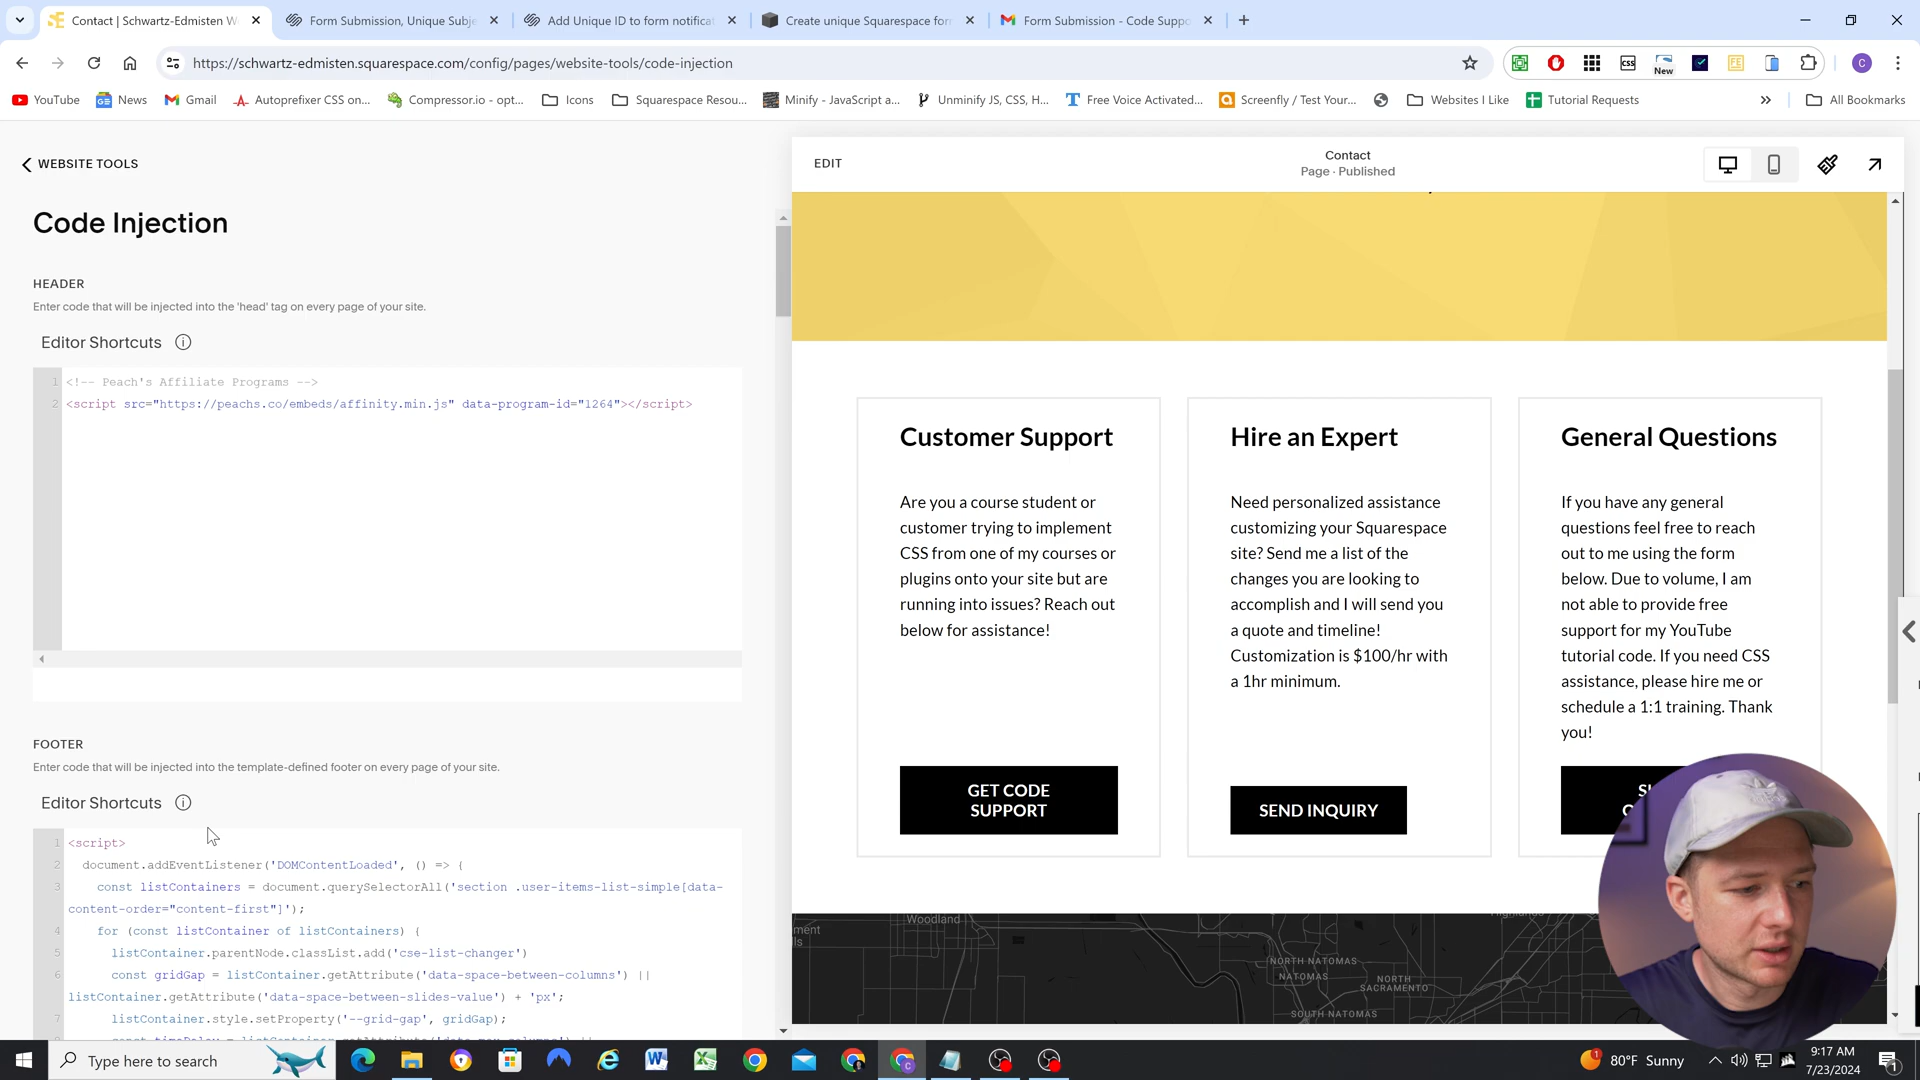 Contact | Schwartz-Edmisten W
Form Submission, Unique Subje
Add Unique ID to form notificat
Create unique Squarespace for
Form Submission - Code Suppo
https://schwartz-edmisten.squarespace.com/config/pages/website-tools/code-injection
YouTube
News
Gmail
Autoprefixer CSS on...
Compressor.io - opt...
Icons
Squarespace Resou...
Minify - JavaScript a...
Unminify JS, CSS, H...
Free Voice Activated...
Screenfly / Test Your...
Websites I Like
Tutorial Requests
All Bookmarks
WEBSITE TOOLS
Code Injection
HEADER
Enter code that will be injected into the 'head' tag on every page of your site.
Editor Shortcuts
1 <!-- Peach's Affiliate Programs -->
2 <script src="https://peachs.co/embeds/affinity.min.js" data-program-id="1264"></script>
FOOTER
Enter code that will be injected into the template-defined footer on every page of your site.
Editor Shortcuts
1 <script>
2 document.addEventListener('DOMContentLoaded', () => {
3 const listContainers = document.querySelectorAll('section .user-items-list-simple[data-
content-order="content-first"]');
4 for (const listContainer of listContainers) {
5 listContainer.parentNode.classList.add('cse-list-changer')
6 const gridGap = listContainer.getAttribute('data-space-between-columns') ||
listContainer.getAttribute('data-space-between-slides-value') + 'px';
7 listContainer.style.setProperty('--grid-gap', gridGap);
EDIT
Contact
Page · Published
Customer Support
Are you a course student or
customer trying to implement
CSS from one of my courses or
plugins onto your site but are
running into issues? Reach out
below for assistance!
GET CODE
SUPPORT
Hire an Expert
Need personalized assistance
customizing your Squarespace
site? Send me a list of the
changes you are looking to
accomplish and I will send you
a quote and timeline!
Customization is $100/hr with
a 1hr minimum.
SEND INQUIRY
General Questions
If you have any general
questions feel free to reach
out to me using the form
below. Due to volume, I am
not able to provide free
support for my YouTube
tutorial code. If you need CSS
assistance, please hire me or
schedule a 1:1 training. Thank
you!
Woodland
NORTH NATOMAS
NATOMAS
NORTH
SACRAMENTO
SOUTH NATOMAS
New
css
FE
C
Type here to search
80°F Sunny
9:17 AM
7/23/2024
1